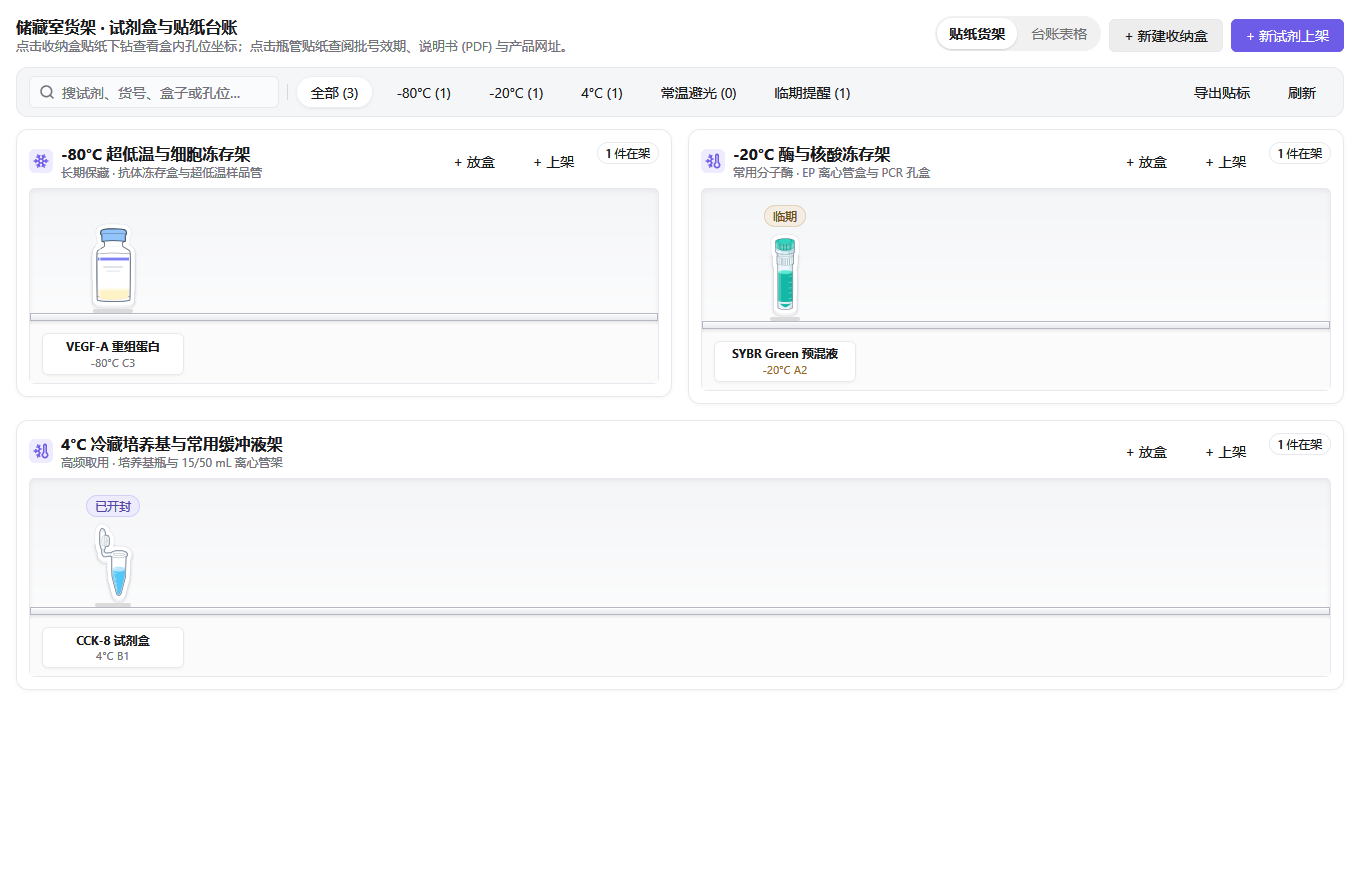 储藏室货架 · 试剂盒与贴纸台账
点击收纳盒贴纸下钻查看盒内孔位坐标；点击瓶管贴纸查阅批号效期、说明书 (PDF) 与产品网址。
贴纸货架
台账表格
+ 新建收纳盒
+ 新试剂上架
搜试剂、货号、盒子或孔位...
全部 (3)
-80°C (1)
-20°C (1)
4°C (1)
常温避光 (0)
临期提醒 (1)
导出贴标
刷新
-80°C 超低温与细胞冻存架
长期保藏 · 抗体冻存盒与超低温样品管
+ 放盒
+ 上架
1 件在架
VEGF-A 重组蛋白
-80°C C3
-20°C 酶与核酸冻存架
常用分子酶 · EP 离心管盒与 PCR 孔盒
+ 放盒
+ 上架
1 件在架
临期
SYBR Green 预混液
-20°C A2
4°C 冷藏培养基与常用缓冲液架
高频取用 · 培养基瓶与 15/50 mL 离心管架
+ 放盒
+ 上架
1 件在架
已开封
CCK-8 试剂盒
4°C B1